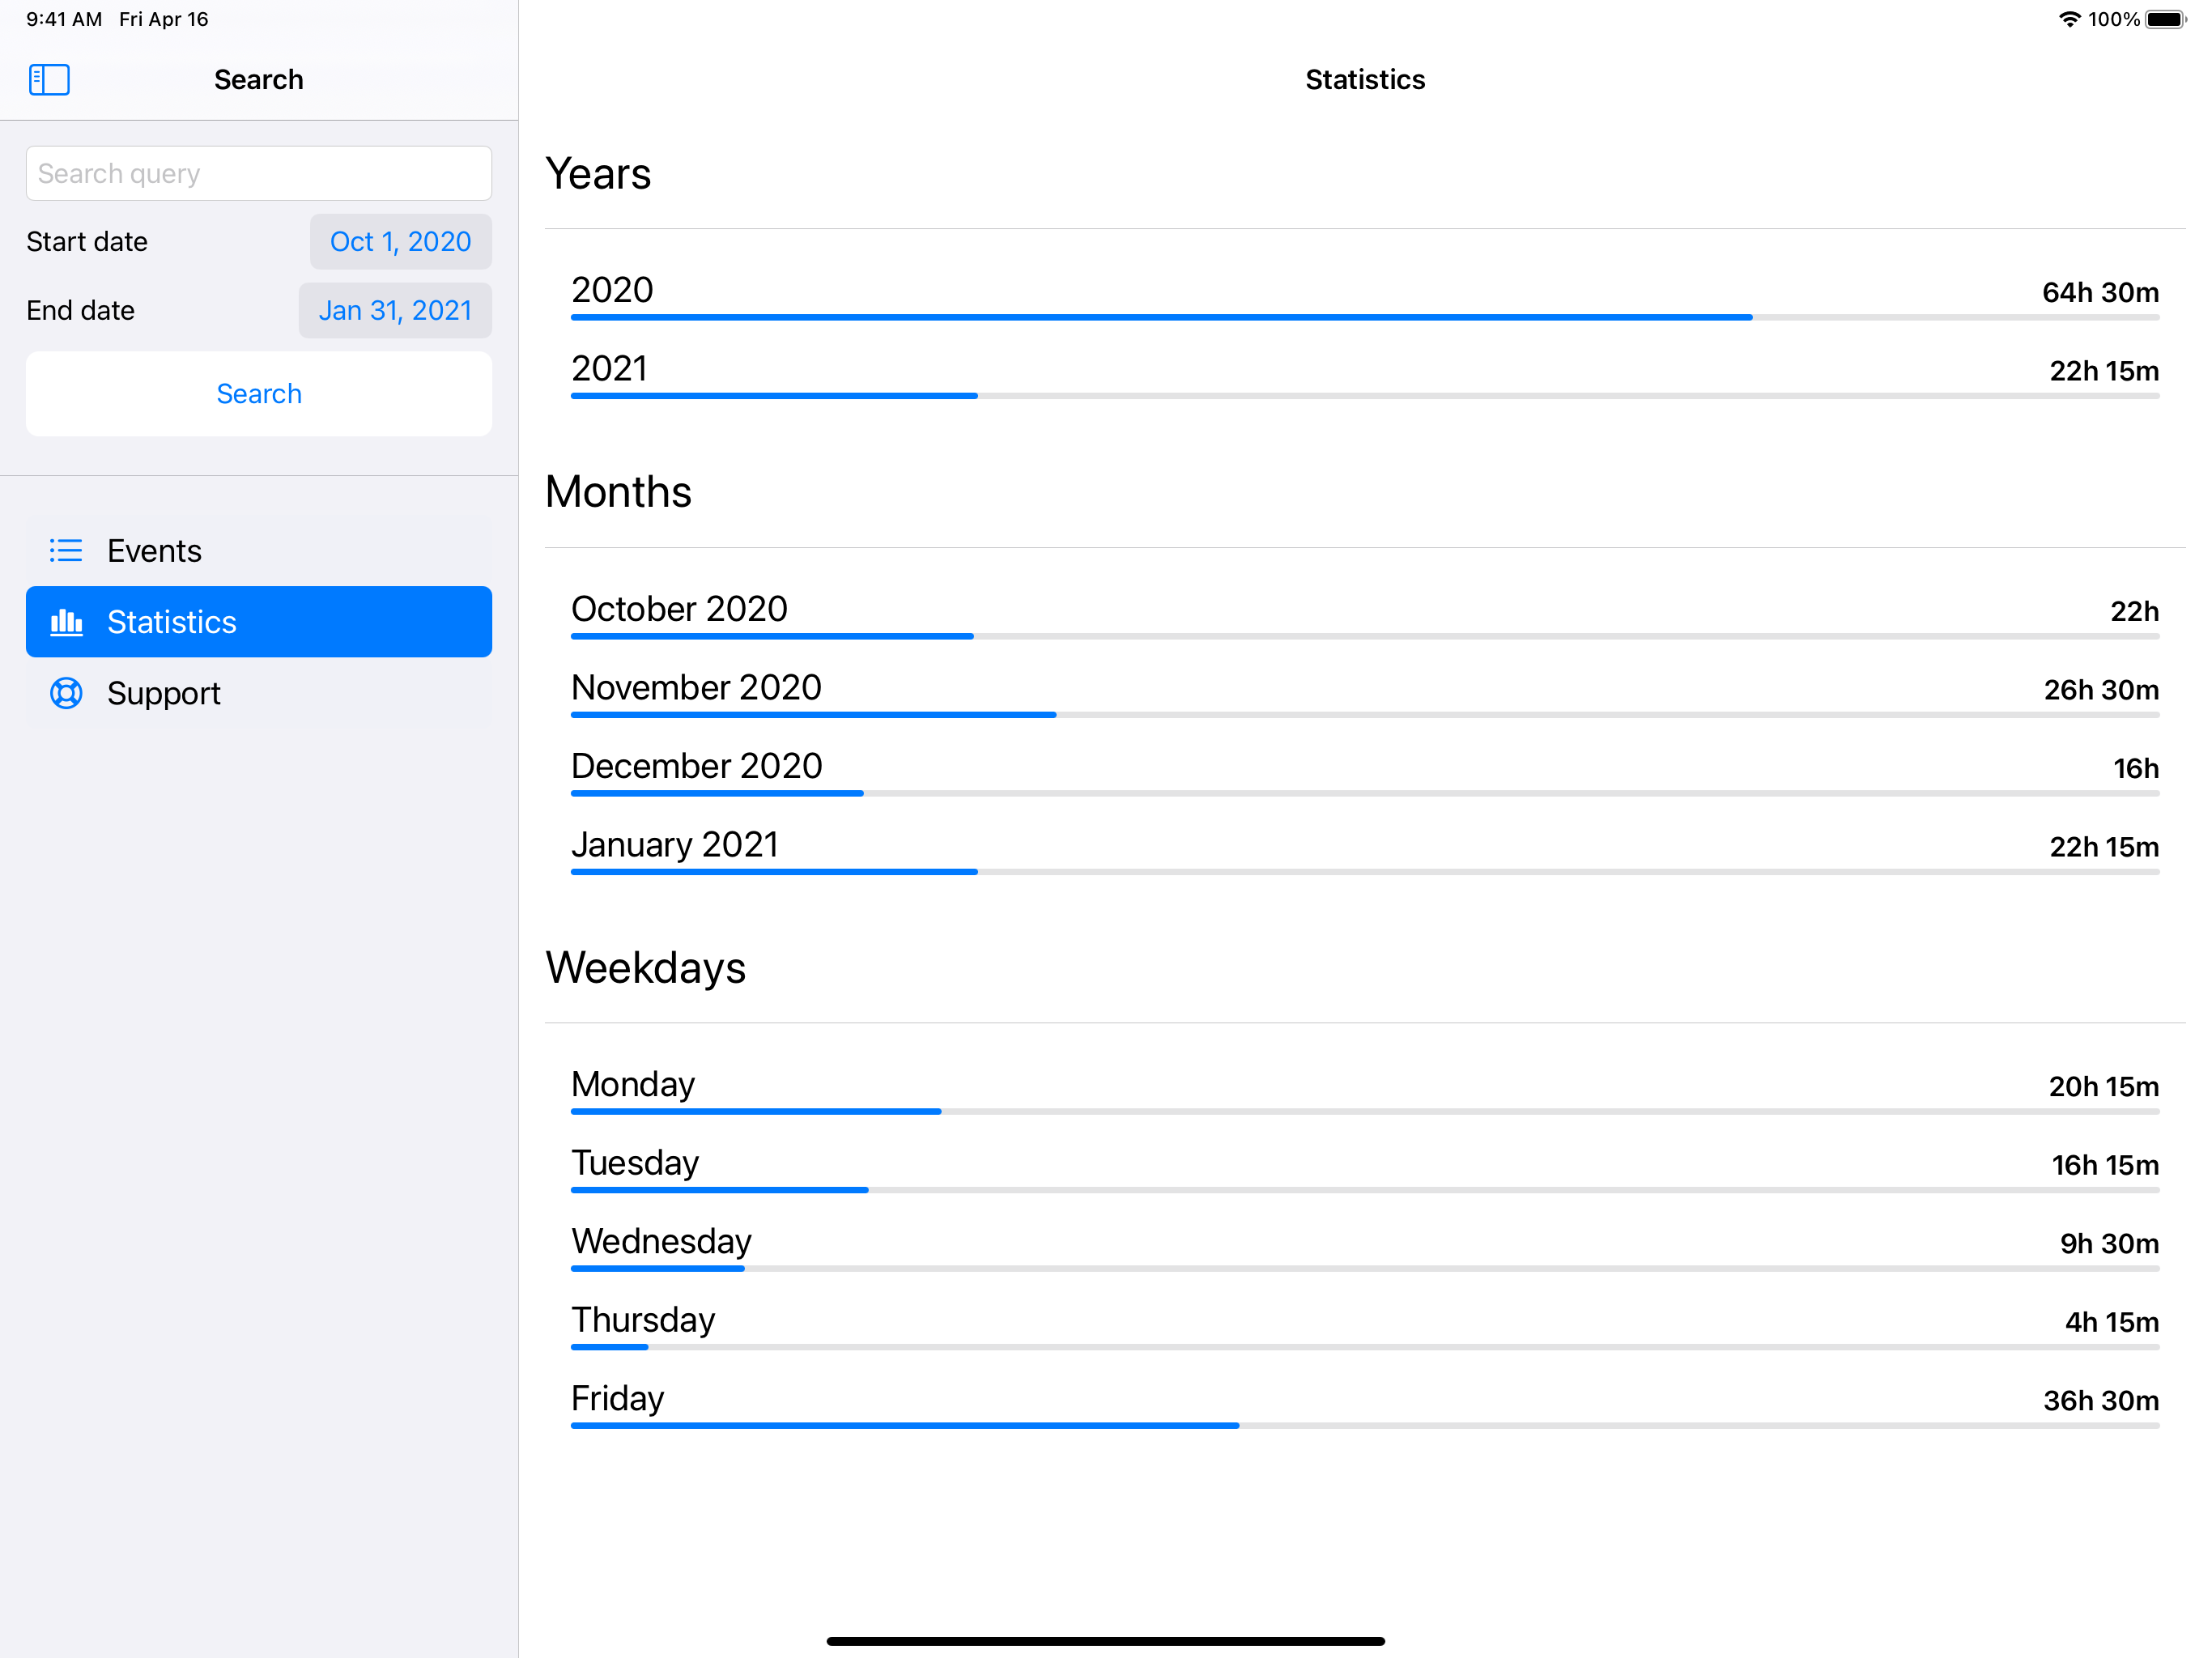 9:41 AM Fri Apr 16
100%
Search
Search query
Start date Oct 1, 2020
End date Jan 31, 2021
Search
Events
Statistics
Support
Statistics
Years
2020 64h 30m
2021 22h 15m
Months
October 2020 22h
November 2020 26h 30m
December 2020 16h
January 2021 22h 15m
Weekdays
Monday 20h 15m
Tuesday 16h 15m
Wednesday 9h 30m
Thursday 4h 15m
Friday 36h 30m